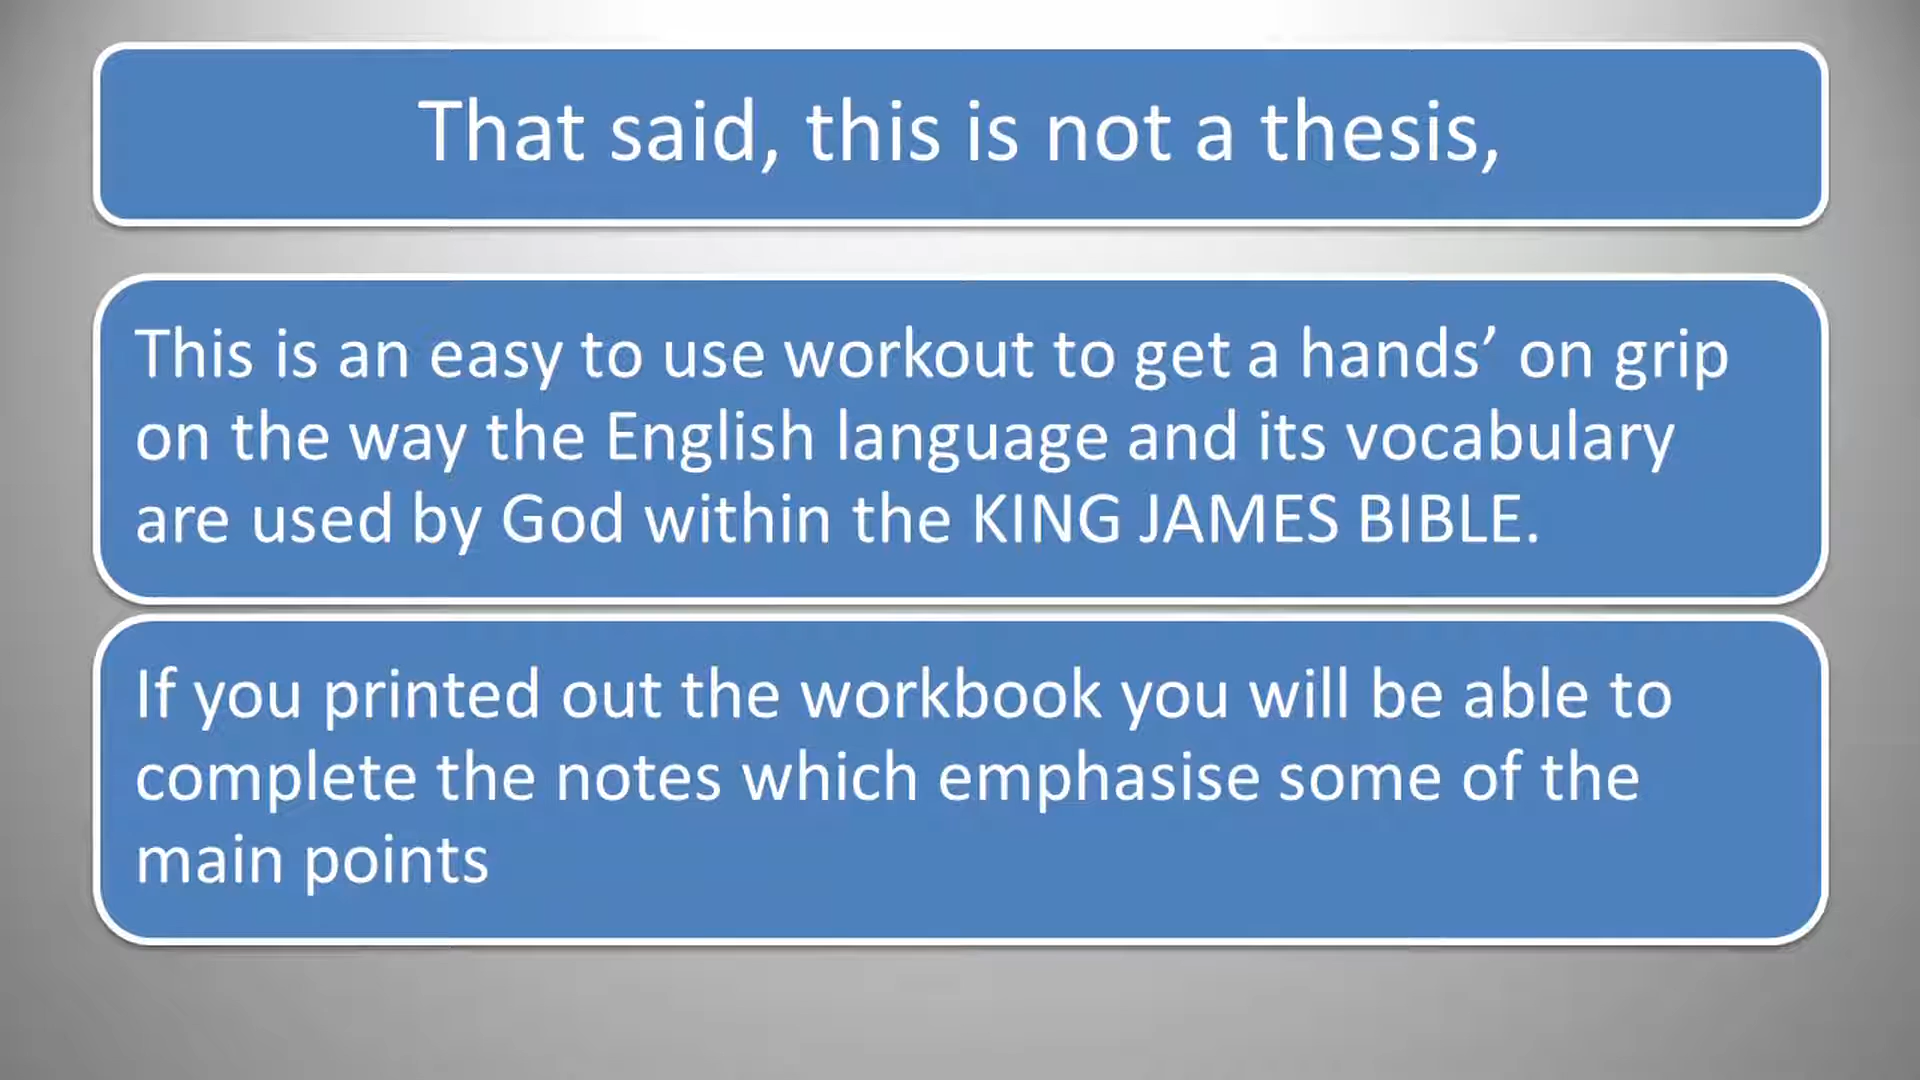 That said, this is not a thesis,
This is an easy to use workout to get a hands’ on grip
on the way the English language and its vocabulary
are used by God within the KING JAMES BIBLE.
If you printed out the workbook you will be able to
complete the notes which emphasise some of the
main points